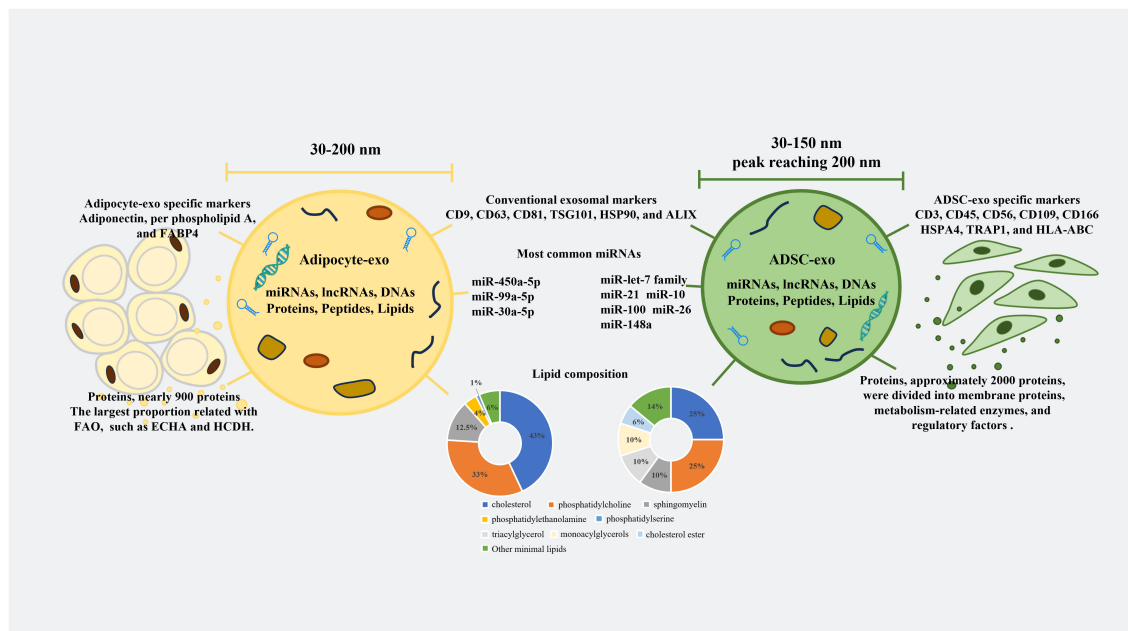 30-200 nm
30-150 nm
peak reaching 200 nm
Adipocyte-exo specific markers
Adiponectin, per phospholipid A,
and FABP4
Conventional exosomal markers
CD9, CD63, CD81, TSG101, HSP90, and ALIX
ADSC-exo specific markers
CD3, CD45, CD56, CD109, CD166
HSPA4, TRAP1, and HLA-ABC
Adipocyte-exo
miRNAs, lncRNAs, DNAs
Proteins, Peptides, Lipids
Most common miRNAs
miR-450a-5p
miR-99a-5p
miR-30a-5p
miR-let-7 family
miR-21 miR-10
miR-100 miR-26
miR-148a
ADSC-exo
miRNAs, lncRNAs, DNAs
Proteins, Peptides, Lipids
Proteins, nearly 900 proteins
The largest proportion related with
FAO, such as ECHA and HCDH.
Lipid composition
Proteins, approximately 2000 proteins,
were divided into membrane proteins,
metabolism-related enzymes, and
regulatory factors .
1%
6%
4%
12.5%
43%
33%
14%
25%
6%
10%
10%
10%
25%
cholesterol phosphatidylcholine sphingomyelin
phosphatidylethanolamine phosphatidylserine
triacylglycerol monoacylglycerols cholesterol ester
Other minimal lipids